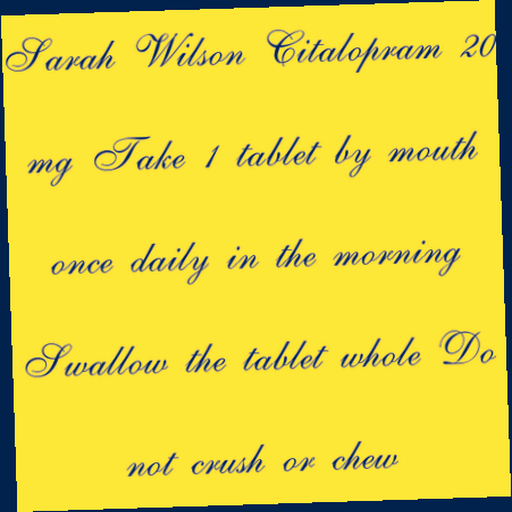 Sarah Wilson Citalopram 20
mg Take 1 tablet by mouth
once daily in the morning
Swallow the tablet whole Do
not crush or chew